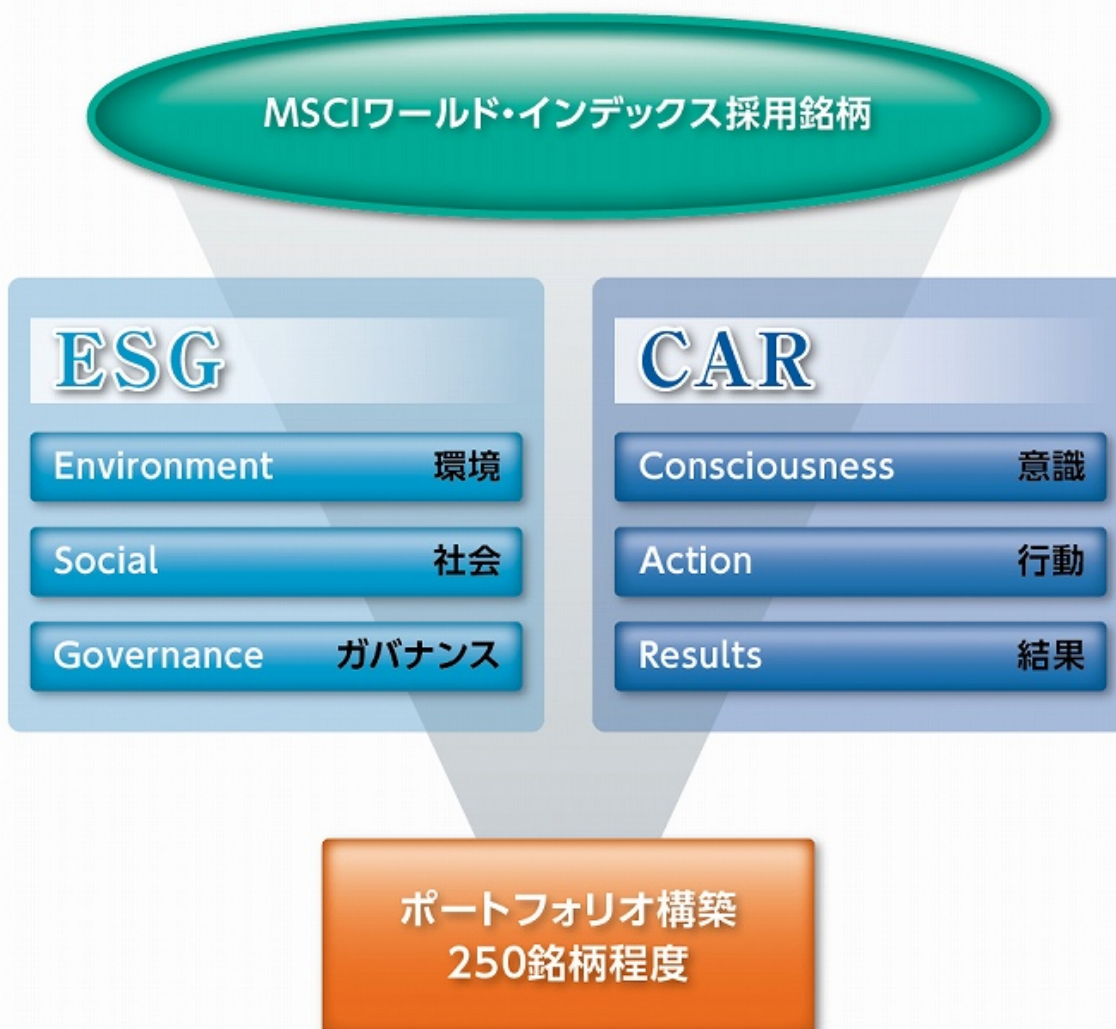 MSCIワールド・インデックス採用銘柄
ESG
Environment 環境
Social 社会
Governance ガバナンス
CAR
Consciousness 意識
Action 行動
Results 結果
ポートフォリオ構築
250銘柄程度